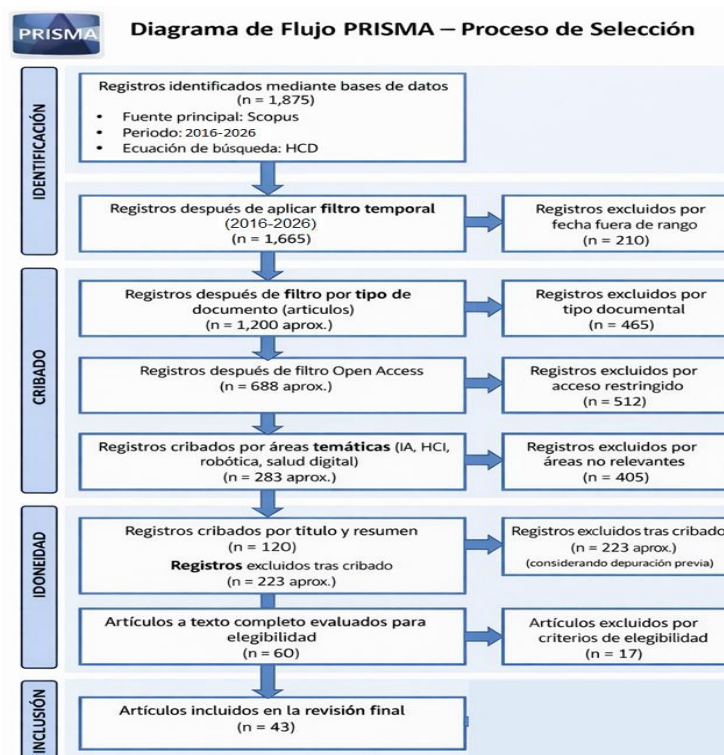 PRISMA
Diagrama de Flujo PRISMA – Proceso de Selección
IDENTIFICACIÓN
Registros identificados mediante bases de datos
(n = 1,875)
• Fuente principal: Scopus
• Periodo: 2016-2026
• Ecuación de búsqueda: HCD
Registros después de aplicar filtro temporal
(2016-2026)
(n = 1,665)
Registros excluidos por
fecha fuera de rango
(n = 210)
CRIBADO
Registros después de filtro por tipo de
documento (articulos)
(n = 1,200 aprox.)
Registros excluidos por
tipo documental
(n = 465)
Registros después de filtro Open Access
(n = 688 aprox.)
Registros excluidos por
acceso restringido
(n = 512)
Registros cribados por áreas temáticas (IA, HCI,
robótica, salud digital)
(n = 283 aprox.)
Registros excluidos por
áreas no relevantes
(n = 405)
IDONEIDAD
Registros cribados por título y resumen
(n = 120)
Registros excluidos tras cribado
(n = 223 aprox.)
Registros excluidos tras cribado
(n = 223 aprox.)
(considerando depuración previa)
Artículos a texto completo evaluados para
elegibilidad
(n = 60)
Artículos excluidos por
criterios de elegibilidad
(n = 17)
INCLUSIÓN
Artículos incluidos en la revisión final
(n = 43)